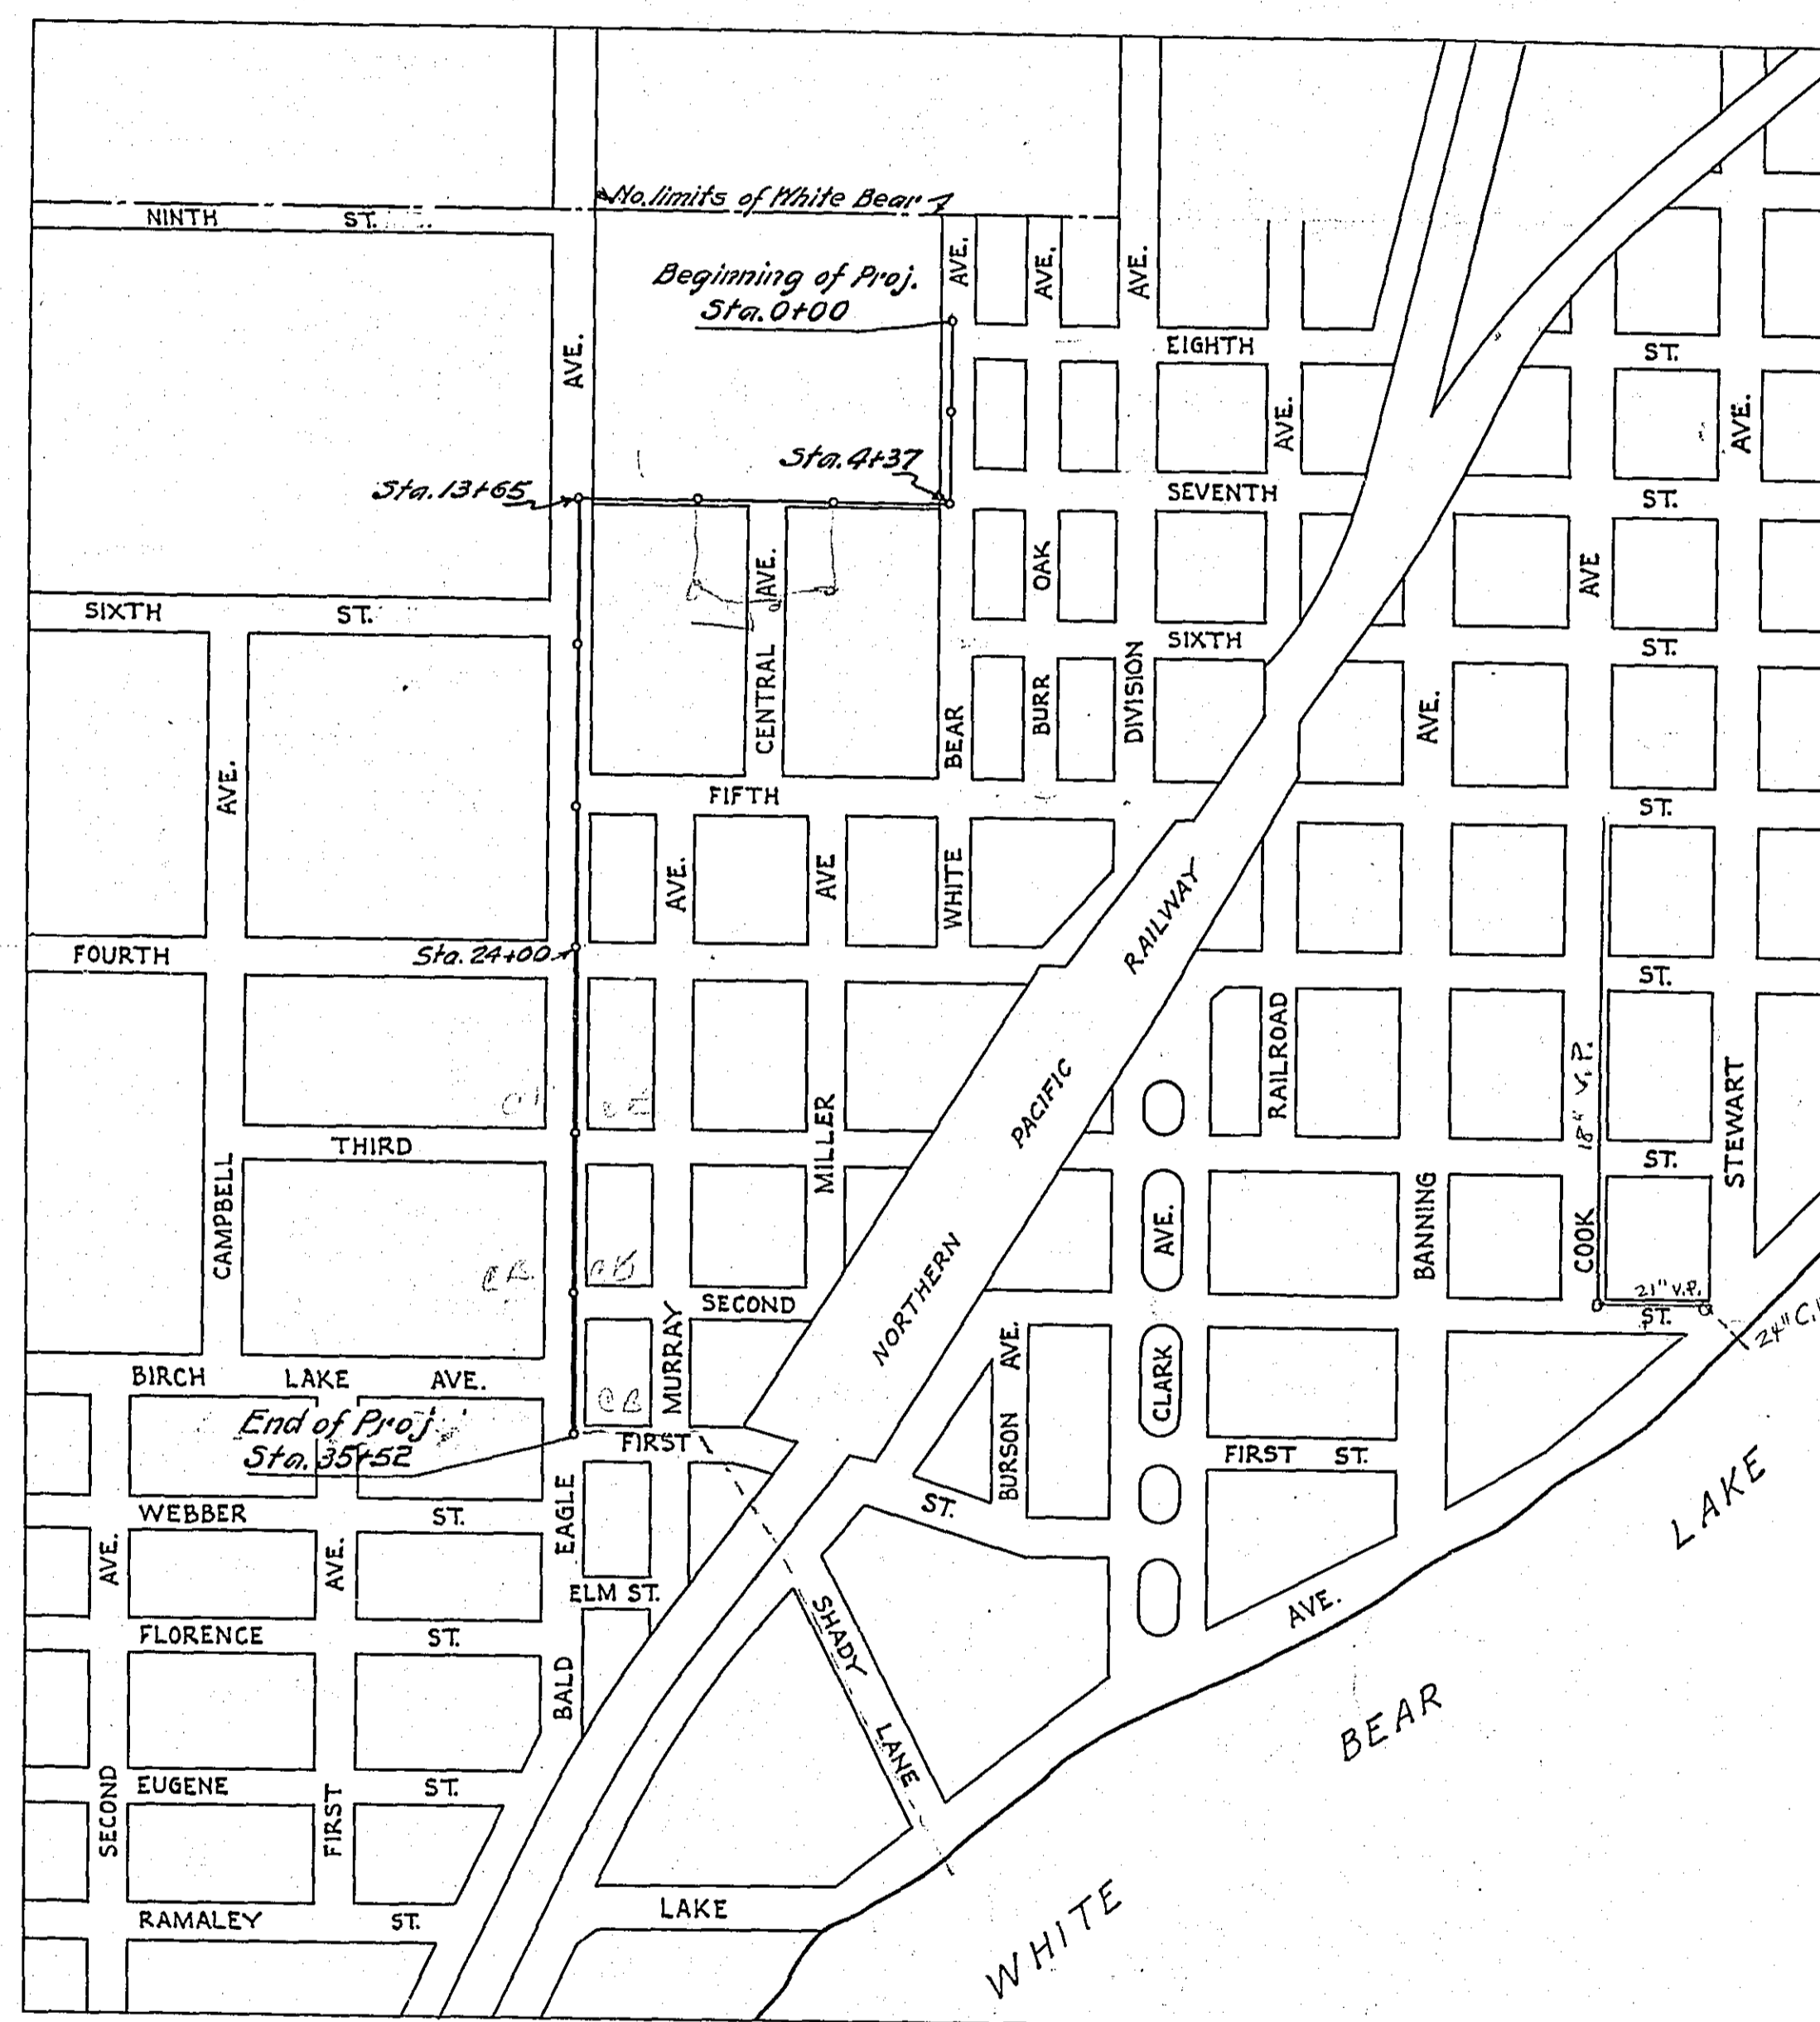 No. limits of White Bear
NINTH ST.
Beginning of Proj.
Sta. 0+00
AVE.
AVE.
AVE.
AVE.
EIGHTH ST.
AVE.
AVE.
Sta. 4+37
Sta. 13+65
SEVENTH ST.
OAK
AVE
SIXTH ST.
CENTRAL AVE.
SIXTH ST.
BEAR
BURR
DIVISION
AVE.
AVE.
FIFTH ST.
AVE.
AVE
WHITE
RAILWAY
FOURTH
Sta. 24+00
ST.
PACIFIC
RAILROAD
18" V.P.
STEWART
THIRD
MILLER
ST.
CAMPBELL
C B
C B
NORTHERN
AVE.
BANNING
COOK
21" V.P.
SECOND
ST.
24" C.
MURRAY
AVE.
CLARK
BIRCH LAKE AVE.
C B
End of Proj.
Sta. 35+52
FIRST
BURSON
FIRST ST.
ST.
LAKE
WEBBER ST.
EAGLE
AVE.
AVE.
ELM ST.
SHADY
AVE.
FLORENCE ST.
BALD
BEAR
LANE
SECOND
EUGENE ST.
FIRST
LAKE
RAMALEY ST.
WHITE